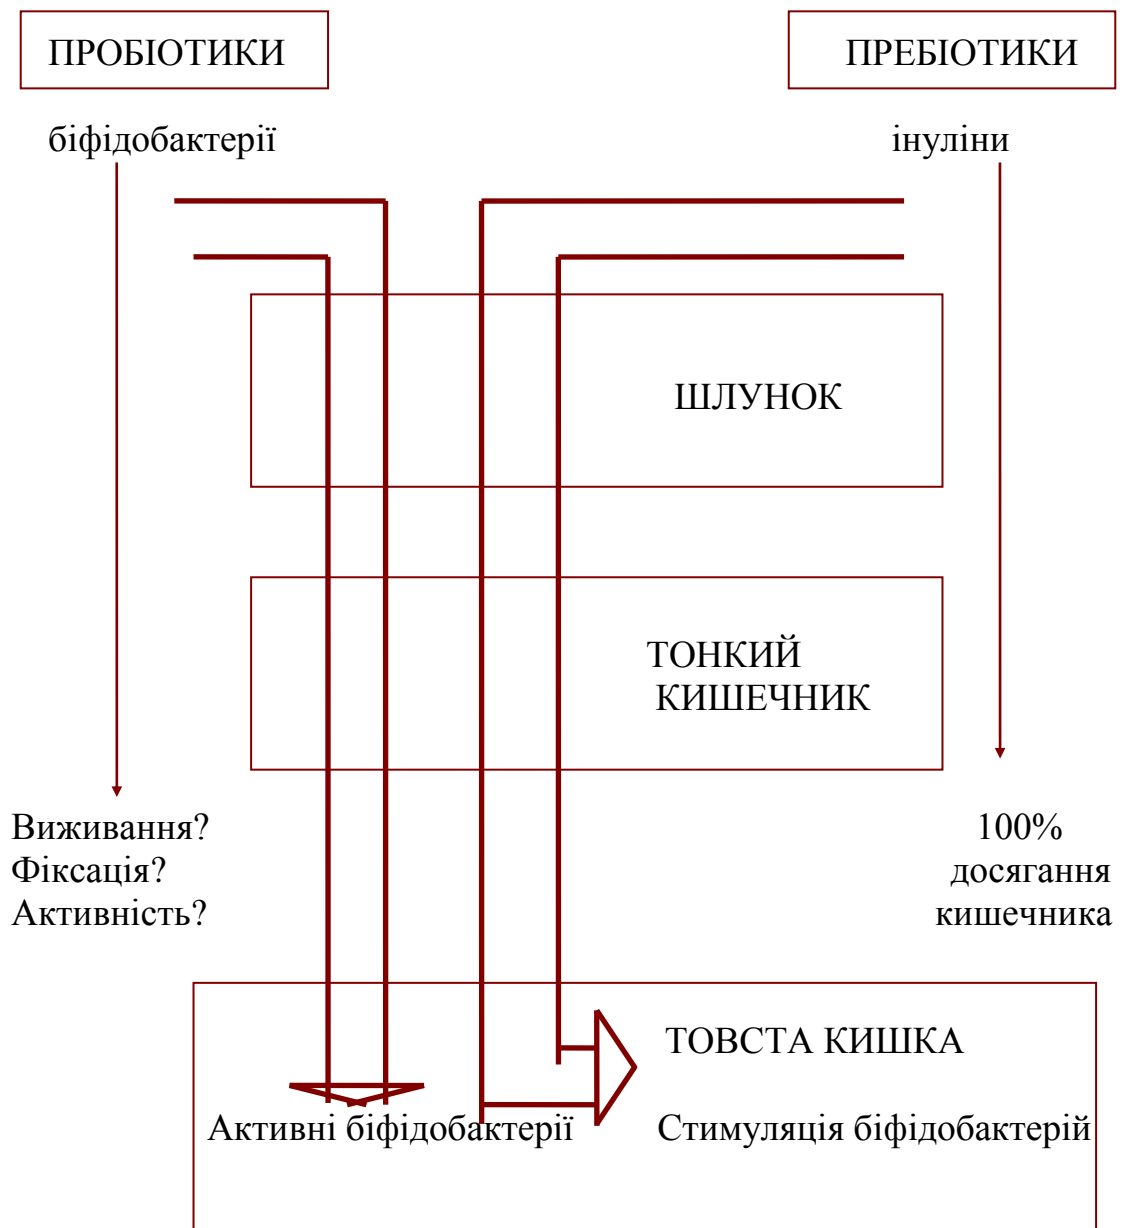 ПРОБІОТИКИ
ПРЕБІОТИКИ
біфідобактерії
інуліни
ШЛУНОК
ТОНКИЙ
КИШЕЧНИК
Виживання?
Фіксація?
Активність?
100%
досягання
кишечника
ТОВСТА КИШКА
Активні біфідобактерії
Стимуляція біфідобактерій